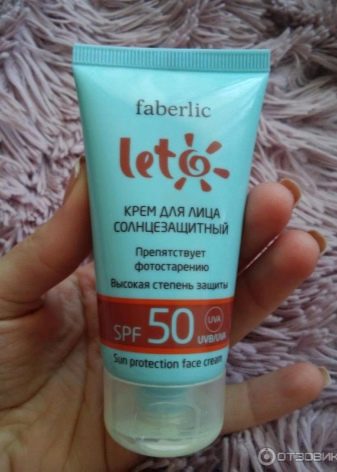 faberlic
leto
КРЕМ ДЛЯ ЛИЦА
СОЛНЦЕЗАЩИТНЫЙ
Препятствует
фотостарению
Высокая степень защиты
SPF 50 UVA
UVB/UVA
Sun protection face cream
ОТЗОВИК